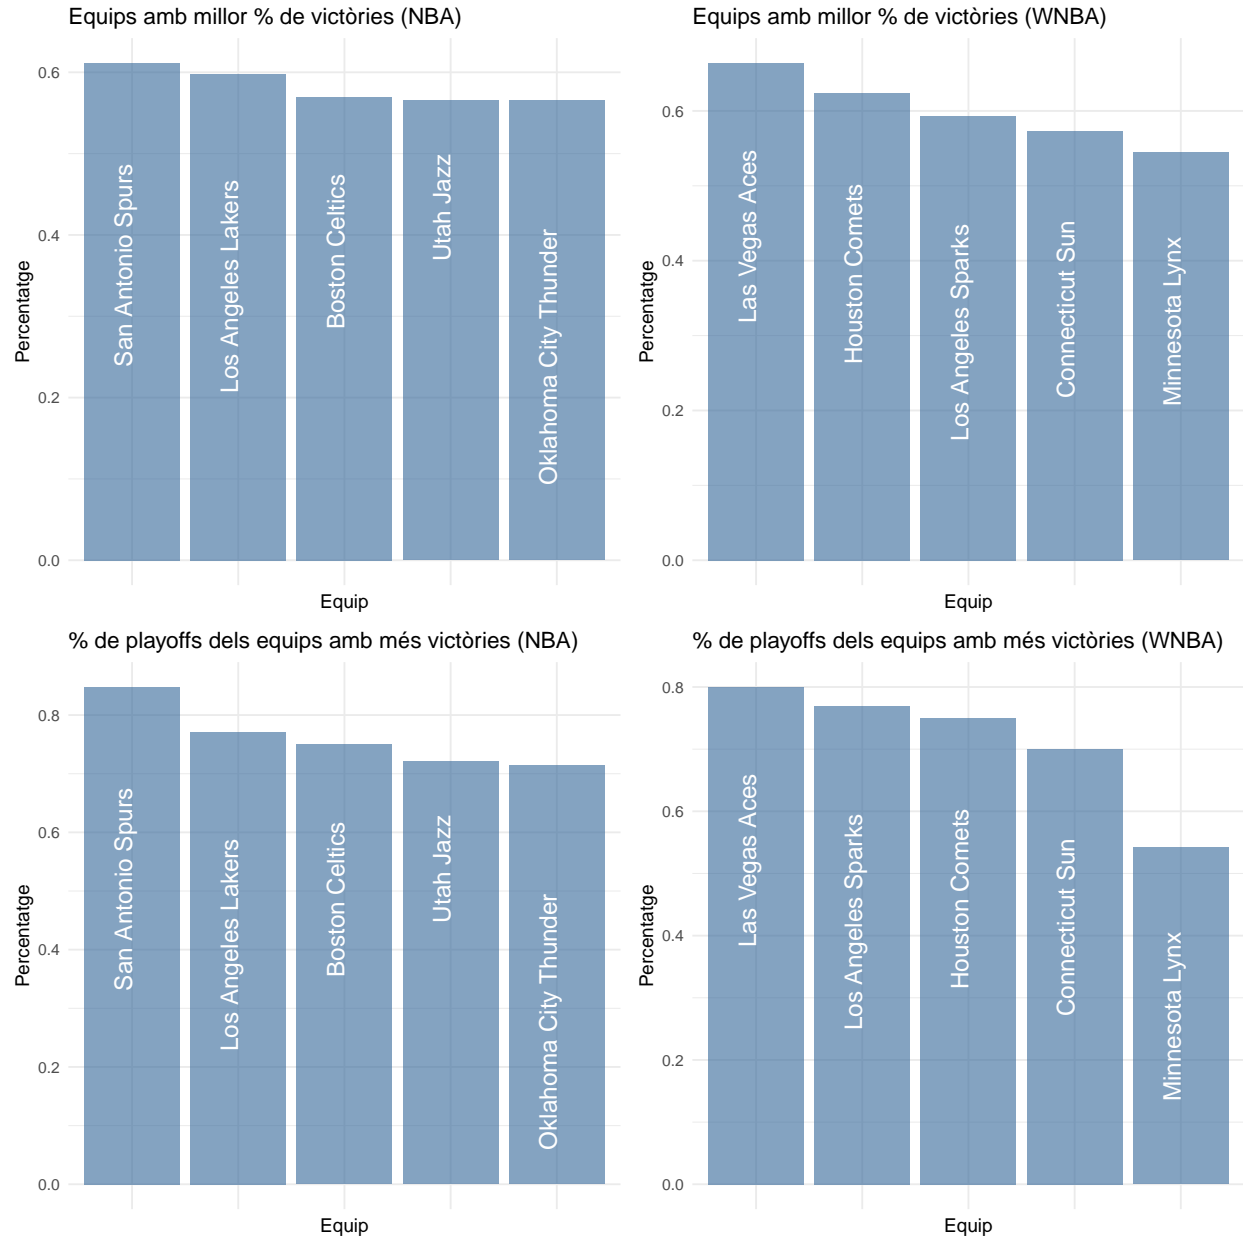 Equips amb millor % de victòries (NBA)
Percentatge
0.6
0.4
0.2
0.0
San Antonio Spurs
Los Angeles Lakers
Boston Celtics
Utah Jazz
Oklahoma City Thunder
Equip
Equips amb millor % de victòries (WNBA)
Percentatge
0.6
0.4
0.2
0.0
Las Vegas Aces
Houston Comets
Los Angeles Sparks
Connecticut Sun
Minnesota Lynx
Equip
% de playoffs dels equips amb més victòries (NBA)
Percentatge
0.8
0.6
0.4
0.2
0.0
San Antonio Spurs
Los Angeles Lakers
Boston Celtics
Utah Jazz
Oklahoma City Thunder
Equip
% de playoffs dels equips amb més victòries (WNBA)
Percentatge
0.8
0.6
0.4
0.2
0.0
Las Vegas Aces
Los Angeles Sparks
Houston Comets
Connecticut Sun
Minnesota Lynx
Equip